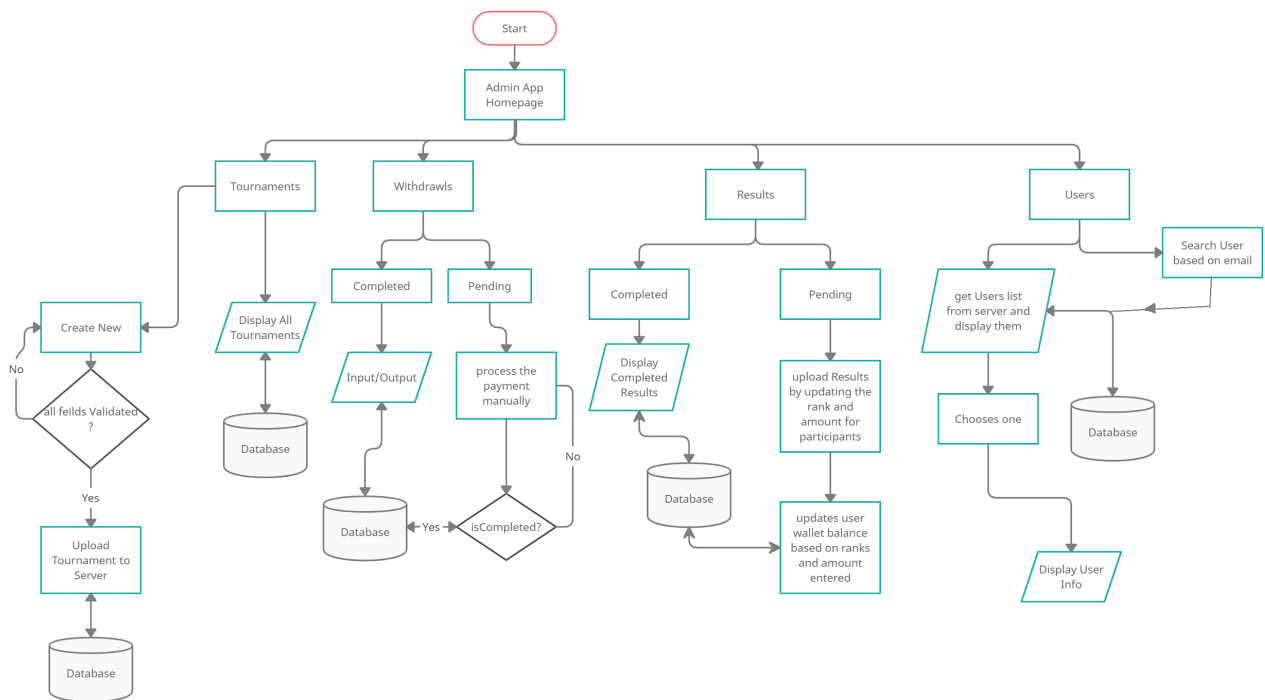 Start
Admin App
Homepage
Tournaments
Withdrawls
Results
Users
Search User
based on email
Completed
Pending
Completed
Pending
get Users list
from server and
display them
Create New
Display All
Tournaments
No
Input/Output
process the
payment
manually
Display
Completed
Results
upload Results
by updating the
rank and
amount for
participants
all feilds Validated
?
Chooses one
Database
Database
No
Yes
Database
Database
Yes
isCompleted?
updates user
wallet balance
based on ranks
and amount
entered
Upload
Tournament to
Server
Display User
Info
Database